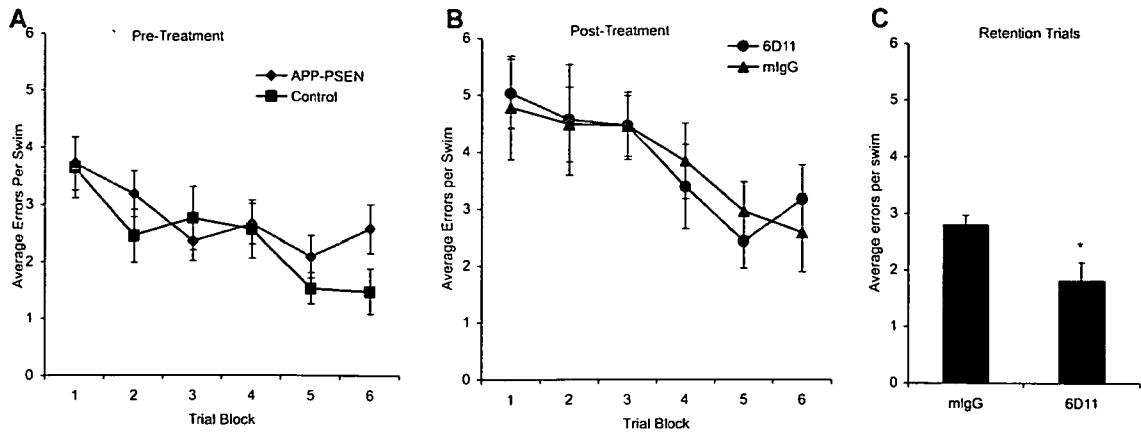 A
Pre-Treatment
APP-PSEN
Control
Average Errors Per Swim
6
5
4
3
2
1
0
1 2 3 4 5 6
Trial Block
B
Post-Treatment
6D11
mIgG
Average Errors per Swim
6
5
4
3
2
1
0
1 2 3 4 5 6
Trial Block
C
Retention Trials
Average errors per swim
6
5
4
3
2
1
0
*
mIgG 6D11